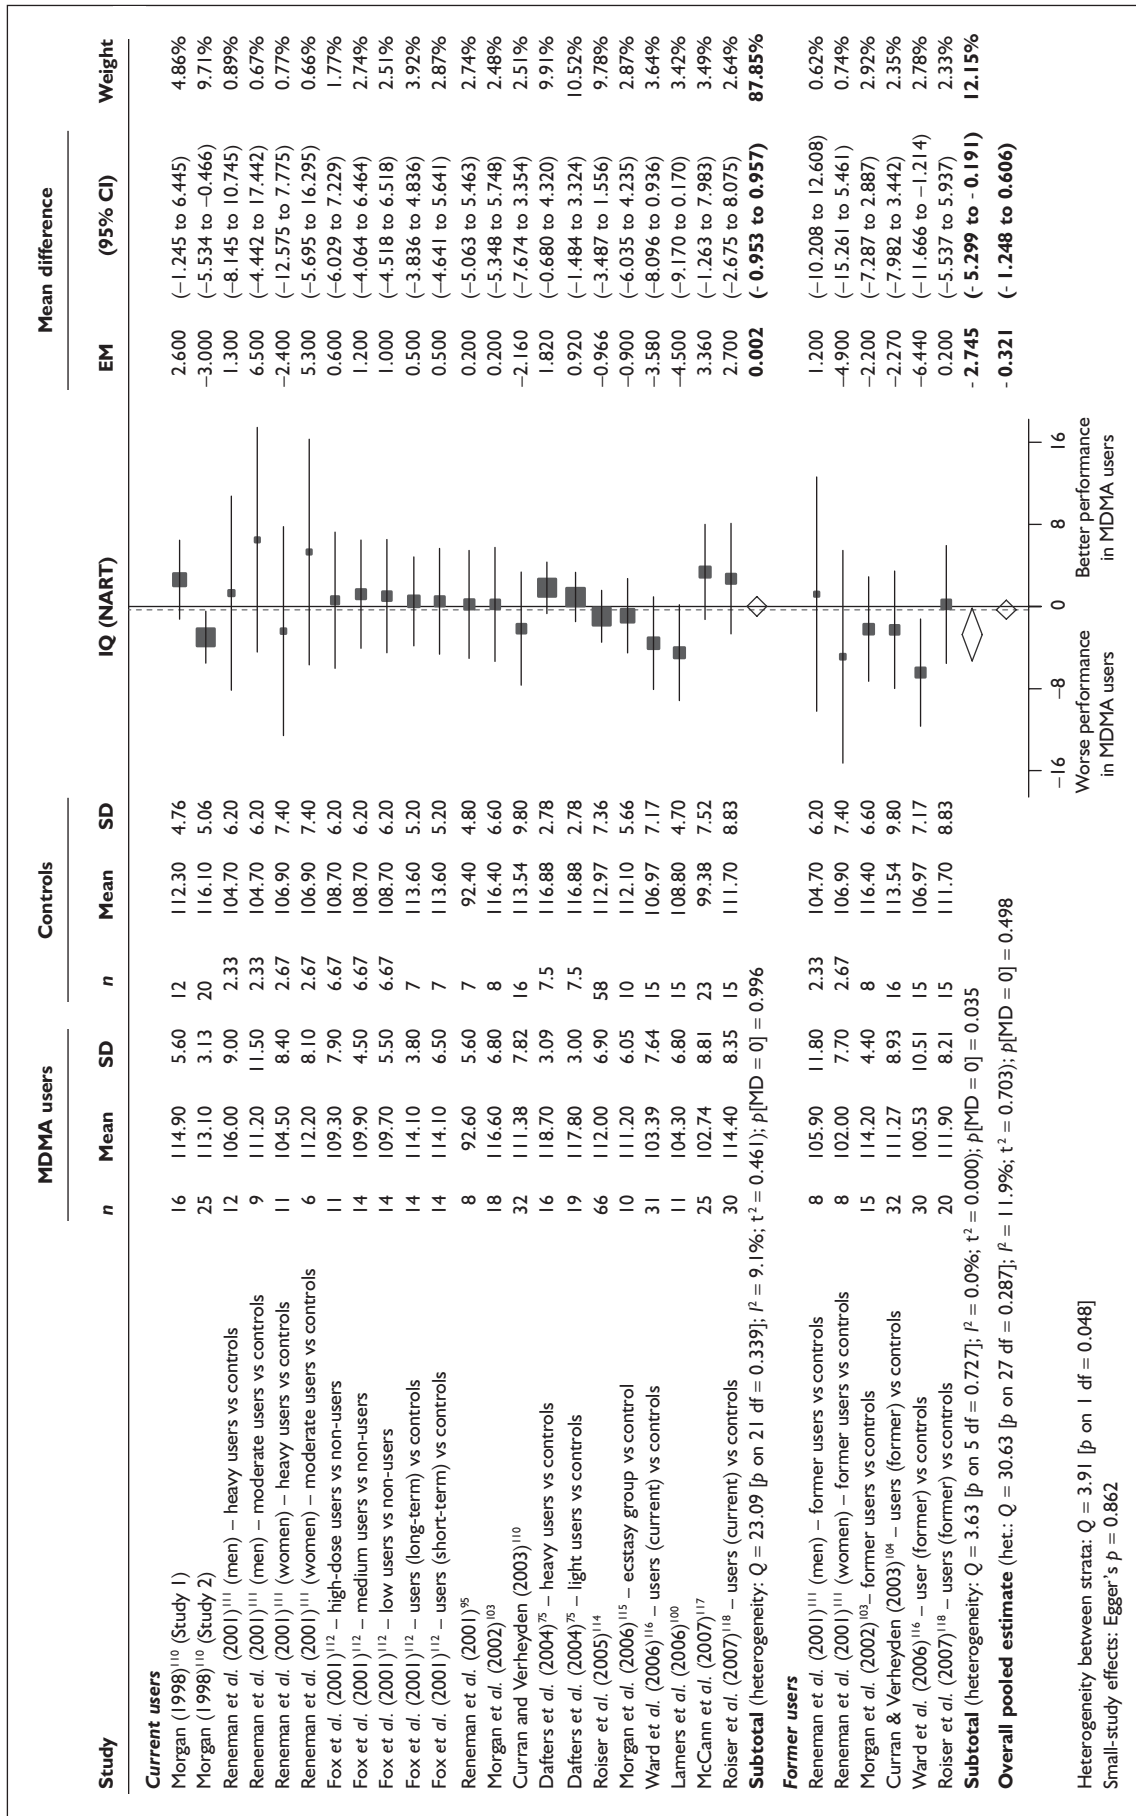 MDMA users Controls Mean difference
Study n Mean SD n Mean SD IQ (NART) EM (95% CI) Weight
Current users
Morgan (1998)110 (Study 1) 16 114.90 5.60 12 112.30 4.76 2.600 (−1.245 to 6.445) 4.86%
Morgan (1998)110 (Study 2) 25 113.10 3.13 20 116.10 5.06 −3.000 (−5.534 to −0.466) 9.71%
Reneman et al. (2001)111 (men) – heavy users vs controls 12 106.00 9.00 2.33 104.70 6.20 1.300 (−8.145 to 10.745) 0.89%
Reneman et al. (2001)111 (men) – moderate users vs controls 9 111.20 11.50 2.33 104.70 6.20 6.500 (−4.442 to 17.442) 0.67%
Reneman et al. (2001)111 (women) – heavy users vs controls 11 104.50 8.40 2.67 106.90 7.40 −2.400 (−12.575 to 7.775) 0.77%
Reneman et al. (2001)111 (women) – moderate users vs controls 6 112.20 8.10 2.67 106.90 7.40 5.300 (−5.695 to 16.295) 0.66%
Fox et al. (2001)112 – high-dose users vs non-users 11 109.30 7.90 6.67 108.70 6.20 0.600 (−6.029 to 7.229) 1.77%
Fox et al. (2001)112 – medium users vs non-users 14 109.90 4.50 6.67 108.70 6.20 1.200 (−4.064 to 6.464) 2.74%
Fox et al. (2001)112 – low users vs non-users 14 109.70 5.50 6.67 108.70 6.20 1.000 (−4.518 to 6.518) 2.51%
Fox et al. (2001)112 – users (long-term) vs controls 14 114.10 3.80 7 113.60 5.20 0.500 (−3.836 to 4.836) 3.92%
Fox et al. (2001)112 – users (short-term) vs controls 14 114.10 6.50 7 113.60 5.20 0.500 (−4.641 to 5.641) 2.87%
Reneman et al. (2001)95 8 92.60 5.60 7 92.40 4.80 0.200 (−5.063 to 5.463) 2.74%
Morgan et al. (2002)103 18 116.60 6.80 8 116.40 6.60 0.200 (−5.348 to 5.748) 2.48%
Curran and Verheyden (2003)110 32 111.38 7.82 16 113.54 9.80 −2.160 (−7.674 to 3.354) 2.51%
Daffers et al. (2004)75 – heavy users vs controls 16 118.70 3.09 7.5 116.88 2.78 1.820 (−0.680 to 4.320) 9.91%
Daffers et al. (2004)75 – light users vs controls 19 117.80 3.00 7.5 116.88 2.78 0.920 (−1.484 to 3.324) 10.52%
Roiser et al. (2005)114 66 112.00 6.90 58 112.97 7.36 −0.966 (−3.487 to 1.556) 9.78%
Morgan et al. (2006)115 – ecstasy group vs control 10 111.20 6.05 10 112.10 5.66 −0.900 (−6.035 to 4.235) 2.87%
Ward et al. (2006)116 – users (current) vs controls 31 103.39 7.64 15 106.97 7.17 −3.580 (−8.096 to 0.936) 3.64%
Lamers et al. (2006)100 11 104.30 6.80 15 108.80 4.70 −4.500 (−9.170 to 0.170) 3.42%
McCann et al. (2007)117 25 102.74 8.81 23 99.38 7.52 3.360 (−1.263 to 7.983) 3.49%
Roiser et al. (2007)118 – users (current) vs controls 30 114.40 8.35 15 111.70 8.83 2.700 (−2.675 to 8.075) 2.64%
Subtotal (heterogeneity: Q = 23.09 [p on 21 df = 0.339]; I2 = 9.1%; t2 = 0.461); p[MD = 0] = 0.996 0.002 (- 0.953 to 0.957) 87.85%
Former users
Reneman et al. (2001)111 (men) – former users vs controls 8 105.90 11.80 2.33 104.70 6.20 1.200 (−10.208 to 12.608) 0.62%
Reneman et al. (2001)111 (women) – former users vs controls 8 102.00 7.70 2.67 106.90 7.40 −4.900 (−15.261 to 5.461) 0.74%
Morgan et al. (2002)103– former users vs controls 15 114.20 4.40 8 116.40 6.60 −2.200 (−7.287 to 2.887) 2.92%
Curran & Verheyden (2003)104 – users (former) vs controls 32 111.27 8.93 16 113.54 9.80 −2.270 (−7.982 to 3.442) 2.35%
Ward et al. (2006)116 – user (former) vs controls 30 100.53 10.51 15 106.97 7.17 −6.440 (−11.666 to −1.214) 2.78%
Roiser et al. (2007)118 – users (former) vs controls 20 111.90 8.21 15 111.70 8.83 0.200 (−5.537 to 5.937) 2.33%
Subtotal (heterogeneity: Q = 3.63 [p on 5 df = 0.727]; I2 = 0.0%; t2 = 0.000); p[MD = 0] = 0.035 - 2.745 (- 5.299 to - 0.191) 12.15%
Overall pooled estimate (het.: Q = 30.63 [p on 27 df = 0.287]; I2 = 11.9%; t2 = 0.703); p[MD = 0] = 0.498 - 0.321 (- 1.248 to 0.606)
−16 −8 0 8 16
Worse performance in MDMA users
Better performance in MDMA users
Heterogeneity between strata: Q = 3.91 [p on 1 df = 0.048]
Small-study effects: Egger's p = 0.862